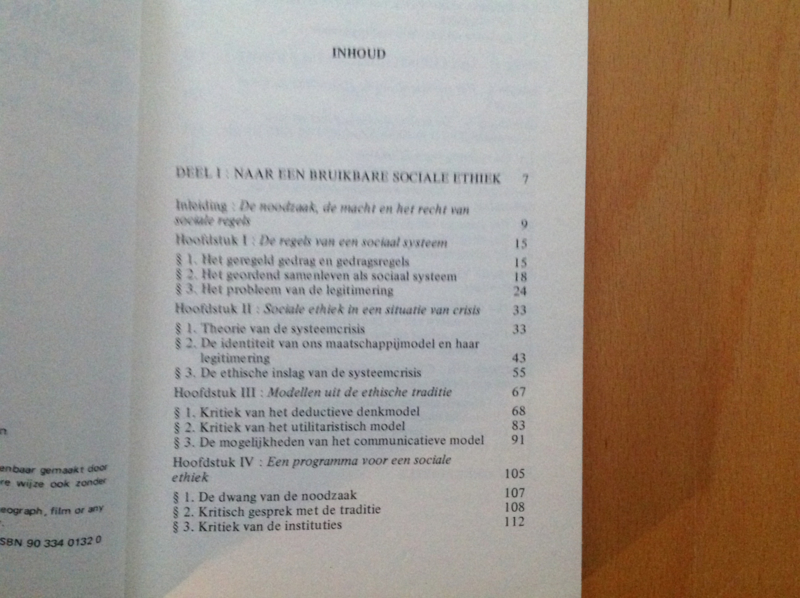 INHOUD
DEEL I : NAAR EEN BRUIKBARE SOCIALE ETHIEK 7
Inleiding : De noodzaak, de macht en het recht van
sociale regels 9
Hoofdstuk I : De regels van een sociaal systeem 15
§ 1. Het geregeld gedrag en gedragsregels 15
§ 2. Het geordend samenleven als sociaal systeem 18
§ 3. Het probleem van de legitimering 24
Hoofdstuk II : Sociale ethiek in een situatie van crisis 33
§ 1. Theorie van de systeemcrisis 33
§ 2. De identiteit van ons maatschappijmodel en haar
legitimering 43
§ 3. De ethische inslag van de systeemcrisis 55
Hoofdstuk III : Modellen uit de ethische traditie 67
§ 1. Kritiek van het deductieve denkmodel 68
§ 2. Kritiek van het utilitaristisch model 83
§ 3. De mogelijkheden van het communicatieve model 91
Hoofdstuk IV : Een programma voor een sociale
ethiek 105
§ 1. De dwang van de noodzaak 107
§ 2. Kritisch gesprek met de traditie 108
§ 3. Kritiek van de instituties 112
n
enbaar gemaakt door
re wijze ook zonder
eograph, film or any
r.
SBN 90 334 0132 0